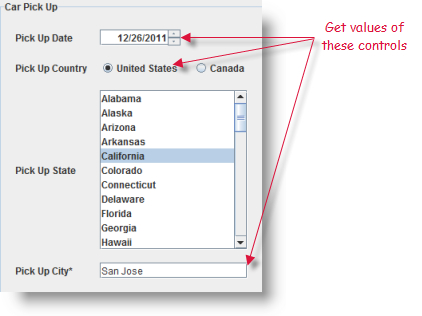 Car Pick Up
Get values of
these controls
Pick Up Date 12/26/2011
Pick Up Country United States Canada
Pick Up State
Alabama
Alaska
Arizona
Arkansas
California
Colorado
Connecticut
Delaware
Florida
Georgia
Hawaii
Pick Up City* San Jose